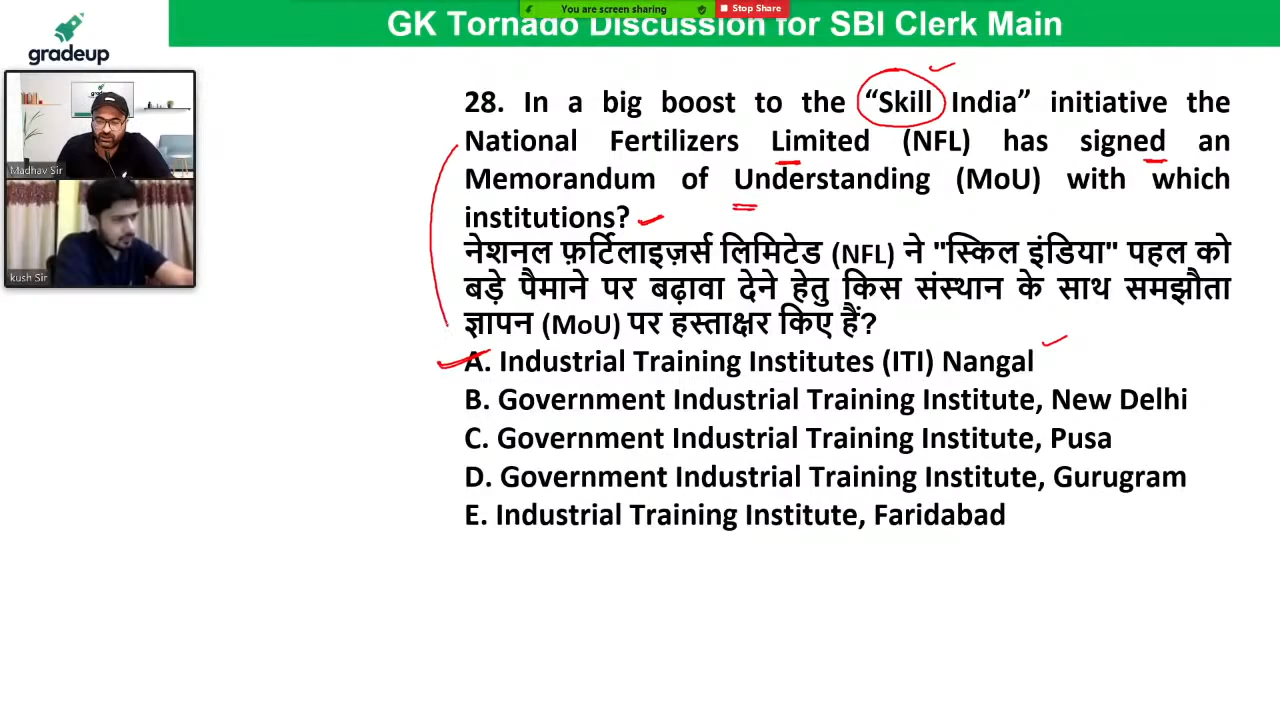 You are screen sharing
Stop Share
GK Tornado Discussion for SBI Clerk Main
gradeup
Madhav Sir
kush Sir
28. In a big boost to the “Skill India” initiative the
National Fertilizers Limited (NFL) has signed an
Memorandum of Understanding (MoU) with which
institutions?
नेशनल फ़र्टिलाइज़र्स लिमिटेड (NFL) ने "स्किल इंडिया" पहल को
बड़े पैमाने पर बढ़ावा देने हेतु किस संस्थान के साथ समझौता
ज्ञापन (MoU) पर हस्ताक्षर किए हैं?
A. Industrial Training Institutes (ITI) Nangal
B. Government Industrial Training Institute, New Delhi
C. Government Industrial Training Institute, Pusa
D. Government Industrial Training Institute, Gurugram
E. Industrial Training Institute, Faridabad